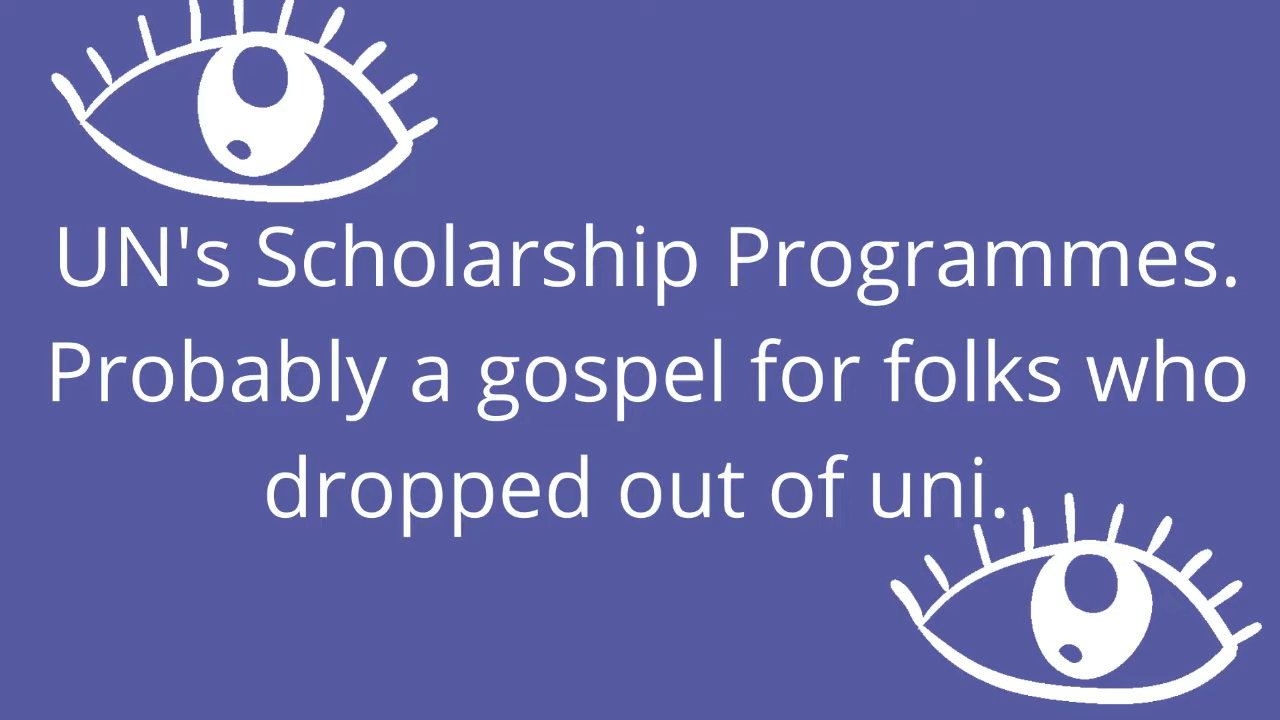 UN's Scholarship Programmes.
Probably a gospel for folks who
dropped out of uni.